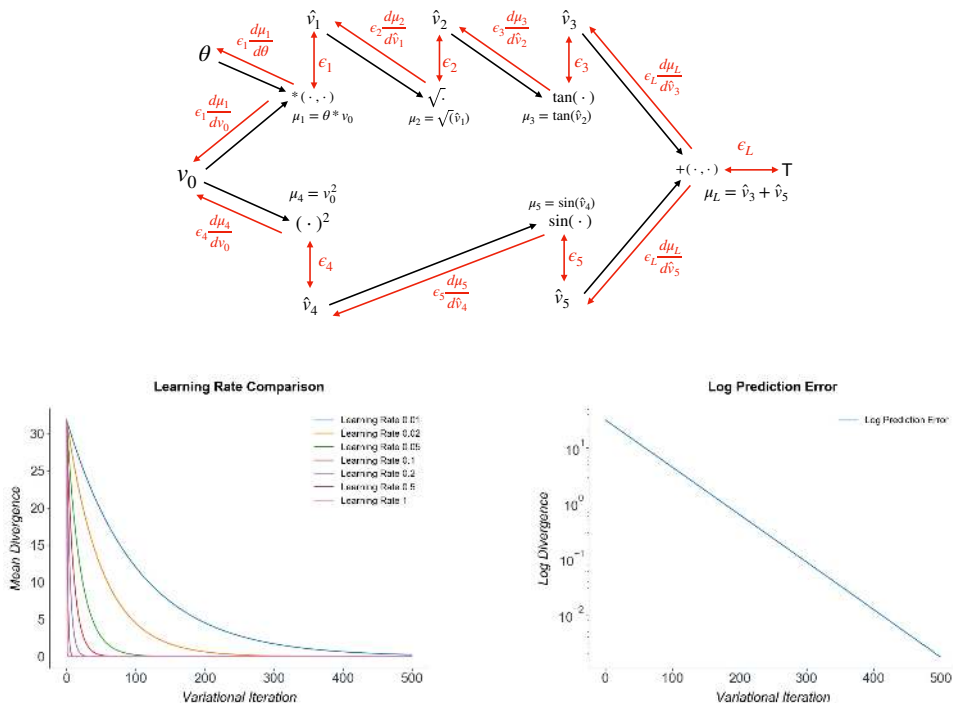 v̂₁
v̂₂
v̂₃
θ
ϵ₁ dμ₁/dθ
ϵ₁
ϵ₂ dμ₂/dv̂₁
ϵ₂
ϵ₃ dμ₃/dv̂₂
ϵ₃
ϵ_L dμ_L/dv̂₃
*(·,·)
√·
tan(·)
μ₁ = θ * v₀
μ₂ = √(v̂₁)
μ₃ = tan(v̂₂)
ϵ₁ dμ₁/dv₀
v₀
+(·,·)
ϵ_L
T
μ_L = v̂₃ + v̂₅
μ₄ = v₀²
(·)²
μ₅ = sin(v̂₄)
sin(·)
ϵ₄ dμ₄/dv₀
ϵ₄
ϵ₅ dμ₅/dv̂₄
ϵ₅
ϵ_L dμ_L/dv̂₅
v̂₄
v̂₅
Learning Rate Comparison
Learning Rate 0.01
Learning Rate 0.02
Learning Rate 0.05
Learning Rate 0.1
Learning Rate 0.2
Learning Rate 0.5
Learning Rate 1
Mean Divergence
30
25
20
15
10
5
0
0 100 200 300 400 500
Variational Iteration
Log Prediction Error
Log Prediction Error
Log Divergence
10¹
10⁰
10⁻¹
10⁻²
0 100 200 300 400 500
Variational Iteration